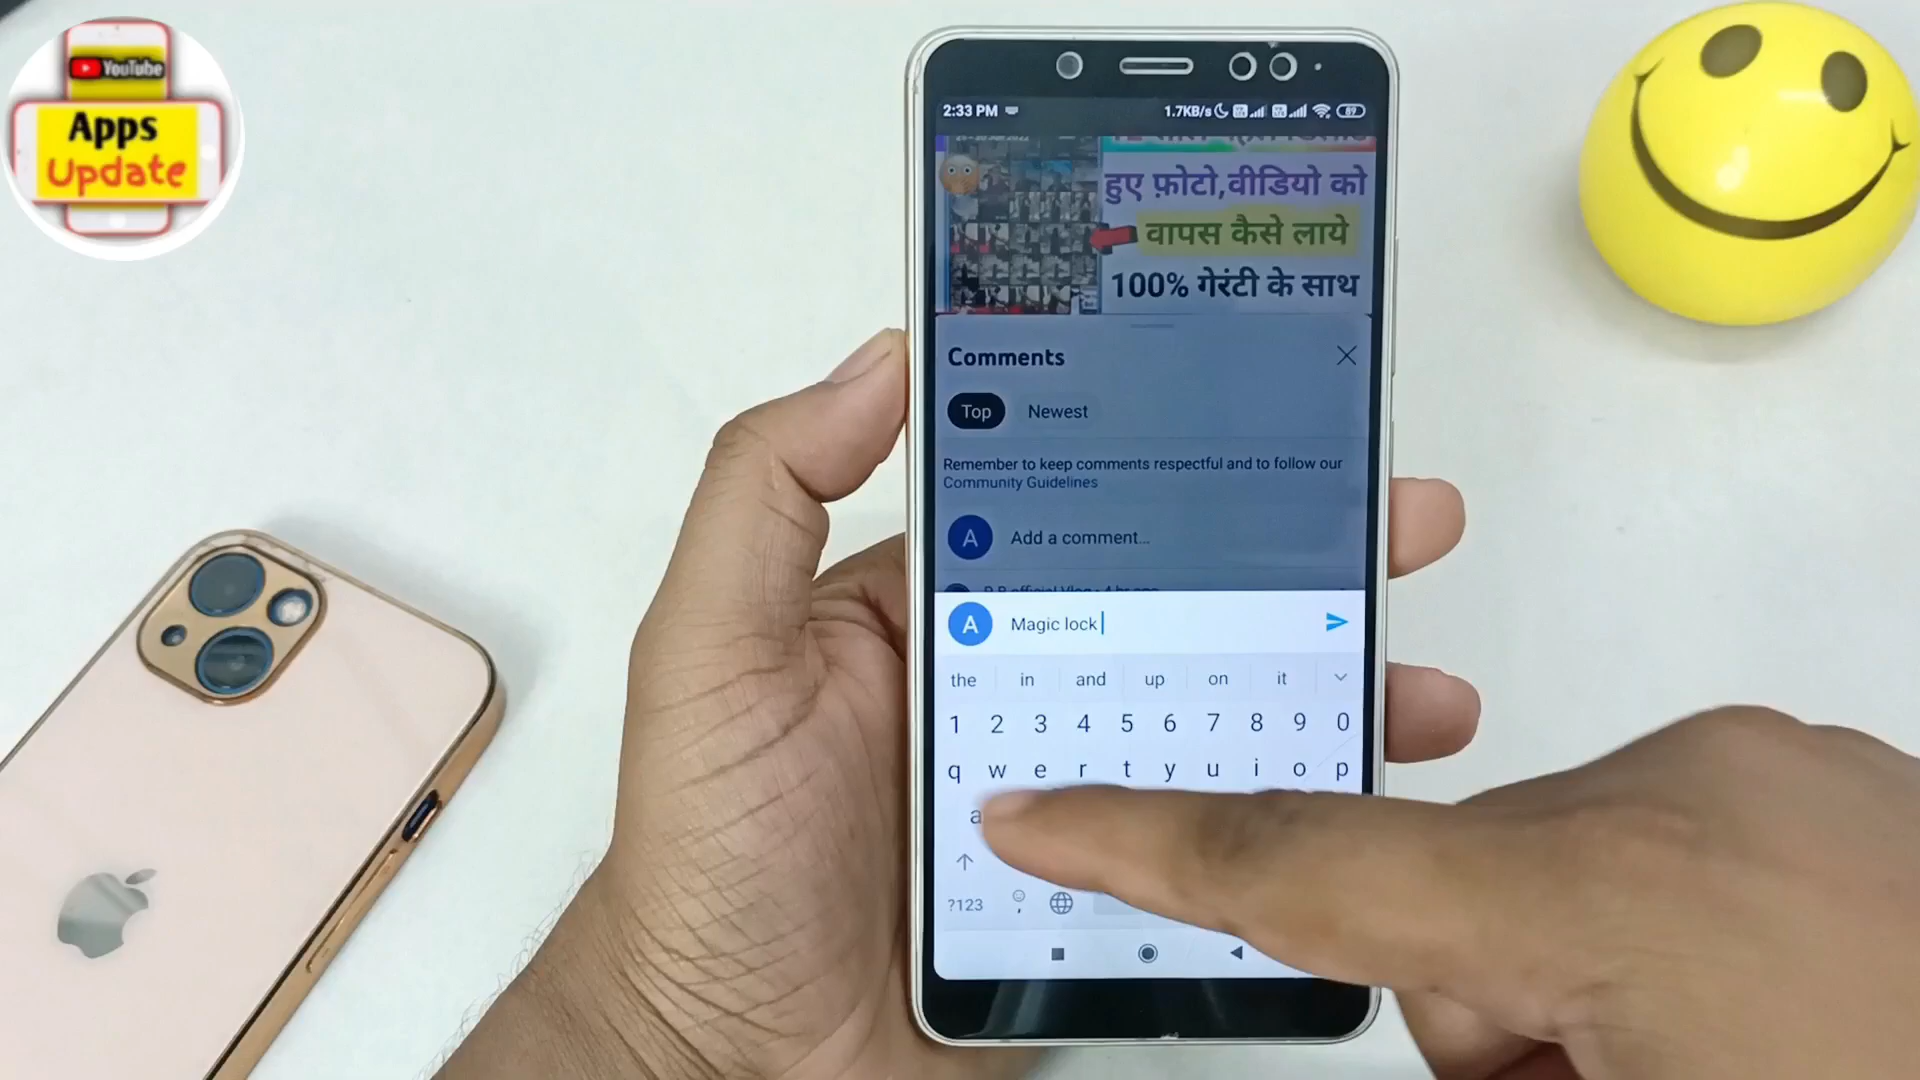 YouTube
Apps
Update
2:33 PM
1.7KB/s
89
हुए फ़ोटो,वीडियो को
वापस कैसे लाये
100% गेरंटी के साथ
Comments
Top
Newest
Remember to keep comments respectful and to follow our
Community Guidelines
A
Add a comment...
A
Magic lock
the in and up on it
1 2 3 4 5 6 7 8 9 0
q w e r t y u i o p
a
?123